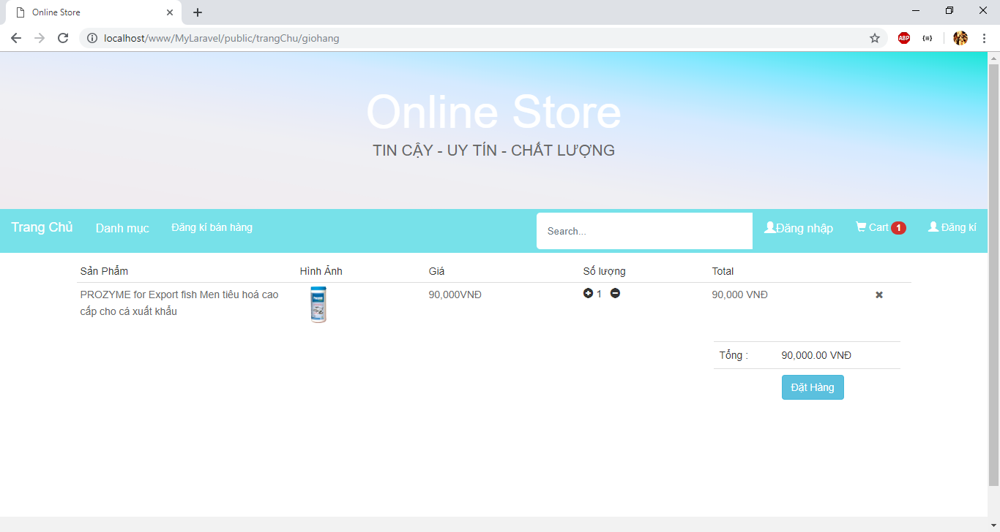 Online Store
localhost/www/MyLaravel/public/trangChu/giohang
ABP
Online Store
TIN CẬY - UY TÍN - CHẤT LƯỢNG
Trang Chủ Danh mục Đăng kí bán hàng Search... Đăng nhập Cart 1 Đăng kí
Sản Phẩm Hình Ảnh Giá Số lượng Total
PROZYME for Export fish Men tiêu hoá cao 90,000VNĐ 1 90,000 VNĐ
cấp cho cá xuất khẩu
Tổng : 90,000.00 VNĐ
Đặt Hàng